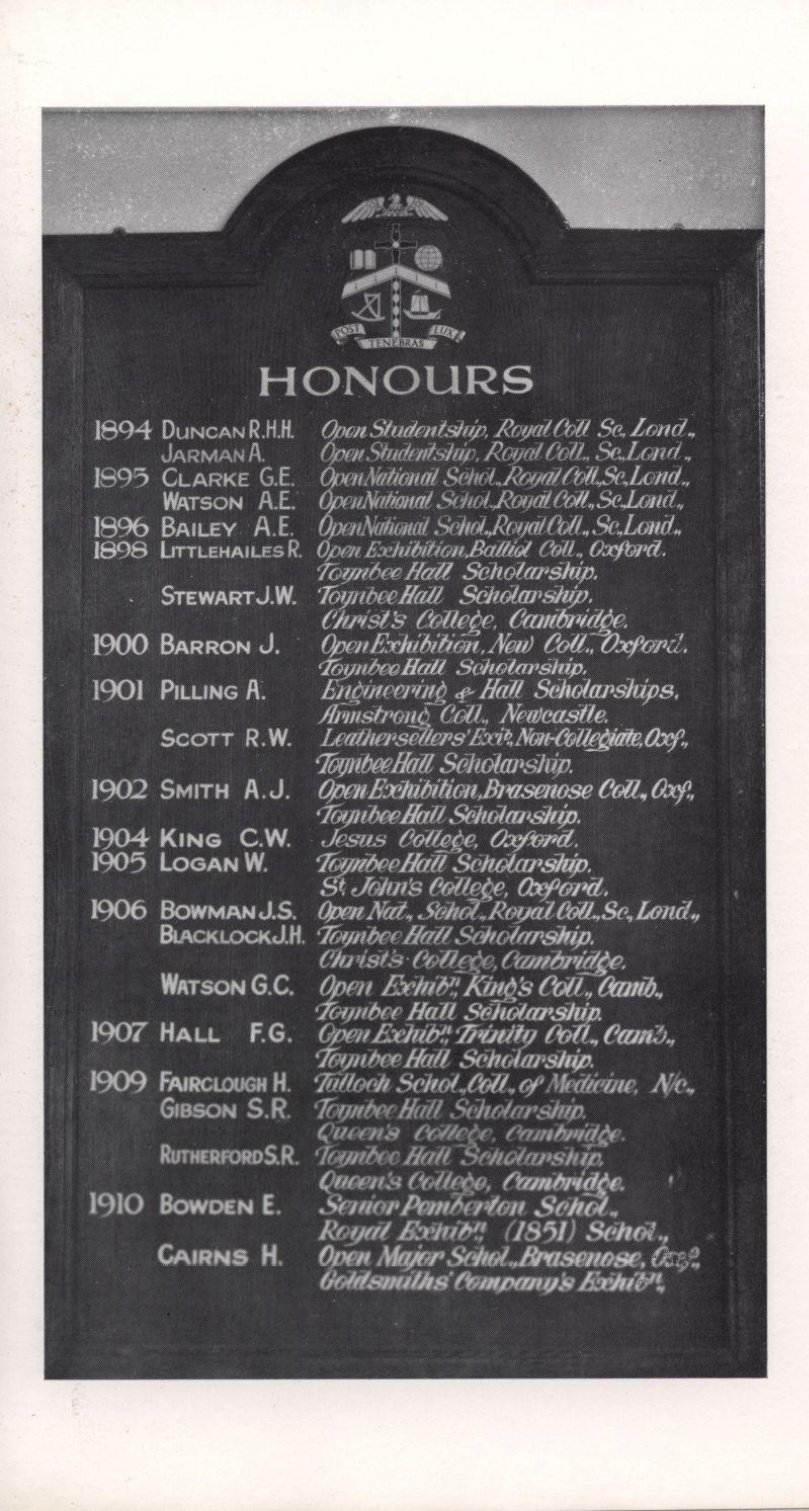 POST TENEBRAS LUX
HONOURS
1894 DUNCAN R.H.H. Open Studentship, Royal Coll Sc., Lond.,
JARMAN A. Open Studentship, Royal Coll., Sc., Lond.,
1895 CLARKE G.E. Open National Schol., Royal Coll., Sc., Lond.,
WATSON A.E. Open National Schol., Royal Coll., Sc., Lond.,
1896 BAILEY A.E. Open National Schol., Royal Coll., Sc., Lond.,
1898 LITTLEHAILES R. Open Exhibition, Balliol Coll., Oxford.
Toynbee Hall Scholarship.
STEWART J.W. Toynbee Hall Scholarship.
Christ's College, Cambridge.
1900 BARRON J. Open Exhibition, New Coll., Oxford.
Toynbee Hall Scholarship.
1901 PILLING A. Engineering & Hall Scholarships,
Armstrong Coll., Newcastle.
SCOTT R.W. Leathersellers' Exit., Non-Collegiate, Oxf.,
Toynbee Hall Scholarship.
1902 SMITH A.J. Open Exhibition, Brasenose Coll., Oxf.,
Toynbee Hall Scholarship.
1904 KING C.W. Jesus College, Oxford.
1905 LOGAN W. Toynbee Hall Scholarship.
St. John's College, Oxford.
1906 BOWMAN J.S. Open Nat., Schol., Royal Coll., Sc., Lond.,
BLACKLOCK J.H. Toynbee Hall Scholarship.
Christ's College, Cambridge.
WATSON G.C. Open Exhibn., King's Coll., Camb.,
Toynbee Hall Scholarship.
1907 HALL F.G. Open Exhibn., Trinity Coll., Camb.,
Toynbee Hall Scholarship.
1909 FAIRCLOUGH H. Tulloch Schol., Coll., of Medicine, N/c.,
GIBSON S.R. Toynbee Hall Scholarship.
Queen's College, Cambridge.
RUTHERFORD S.R. Toynbee Hall Scholarship.
Queen's College, Cambridge.
1910 BOWDEN E. Senior Pemberton Schol.,
Royal Exhibn., (1851) Schol.,
CAIRNS H. Open Major Schol., Brasenose, Oxf.,
Goldsmiths' Company's Exhibn.,